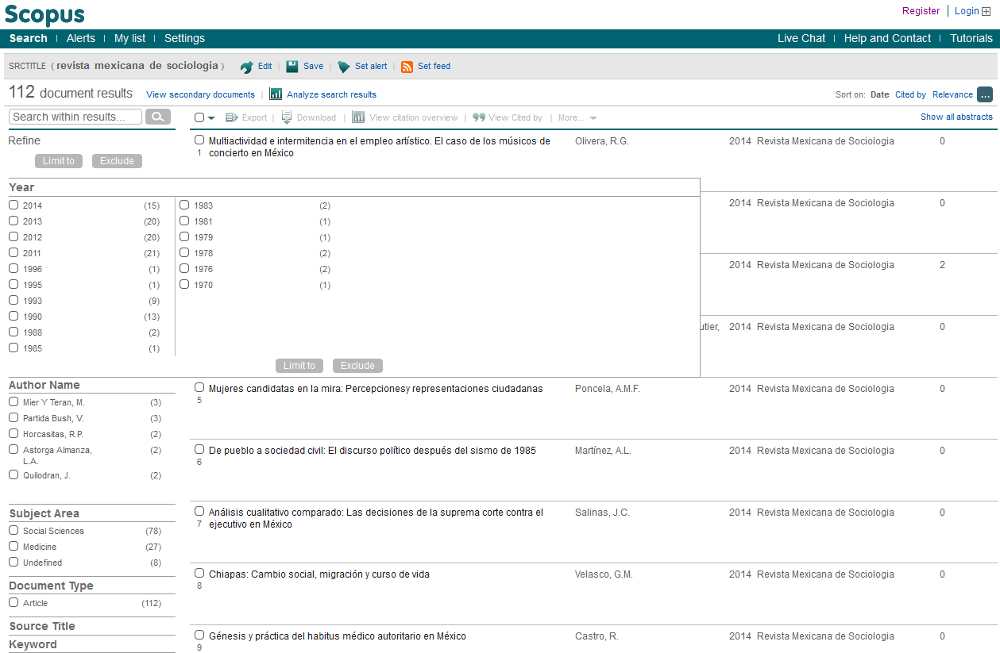 Scopus
Register Login
Search Alerts My list Settings Live Chat Help and Contact Tutorials
SRCTITLE ( revista mexicana de sociologia ) Edit Save Set alert Set feed
112 document results View secondary documents Analyze search results Sort on: Date Cited by Relevance ...
Search within results... Export Download View citation overview View Cited by More... Show all abstracts
Refine
Limit to Exclude
Multiactividad e intermitencia en el empleo artístico. El caso de los músicos de Olivera, R.G. 2014 Revista Mexicana de Sociologia 0
1 concierto en México
Year
2014 (15) 1983 (2) 2014 Revista Mexicana de Sociologia 0
2013 (20) 1981 (1)
2012 (20) 1979 (1)
2011 (21) 1978 (2)
1996 (1) 1976 (2) 2014 Revista Mexicana de Sociologia 2
1995 (1) 1970 (1)
1993 (9)
1990 (13)
1988 (2) utier, 2014 Revista Mexicana de Sociologia 0
1985 (1)
Limit to Exclude
Author Name
Mier Y Teran, M. (3)
Partida Bush, V. (3)
Horcasitas, R.P. (2)
Astorga Almanza, (2)
L.A.
Quilodran, J. (2)
Subject Area
Social Sciences (78)
Medicine (27)
Undefined (8)
Document Type
Article (112)
Source Title
Keyword
Mujeres candidatas en la mira: Percepcionesy representaciones ciudadanas Poncela, A.M.F. 2014 Revista Mexicana de Sociologia 0
5
De pueblo a sociedad civil: El discurso político después del sismo de 1985 Martínez, A.L. 2014 Revista Mexicana de Sociologia 0
6
Análisis cualitativo comparado: Las decisiones de la suprema corte contra el Salinas, J.C. 2014 Revista Mexicana de Sociologia 0
7 ejecutivo en México
Chiapas: Cambio social, migración y curso de vida Velasco, G.M. 2014 Revista Mexicana de Sociologia 0
8
Génesis y práctica del habitus médico autoritario en México Castro, R. 2014 Revista Mexicana de Sociologia 0
9